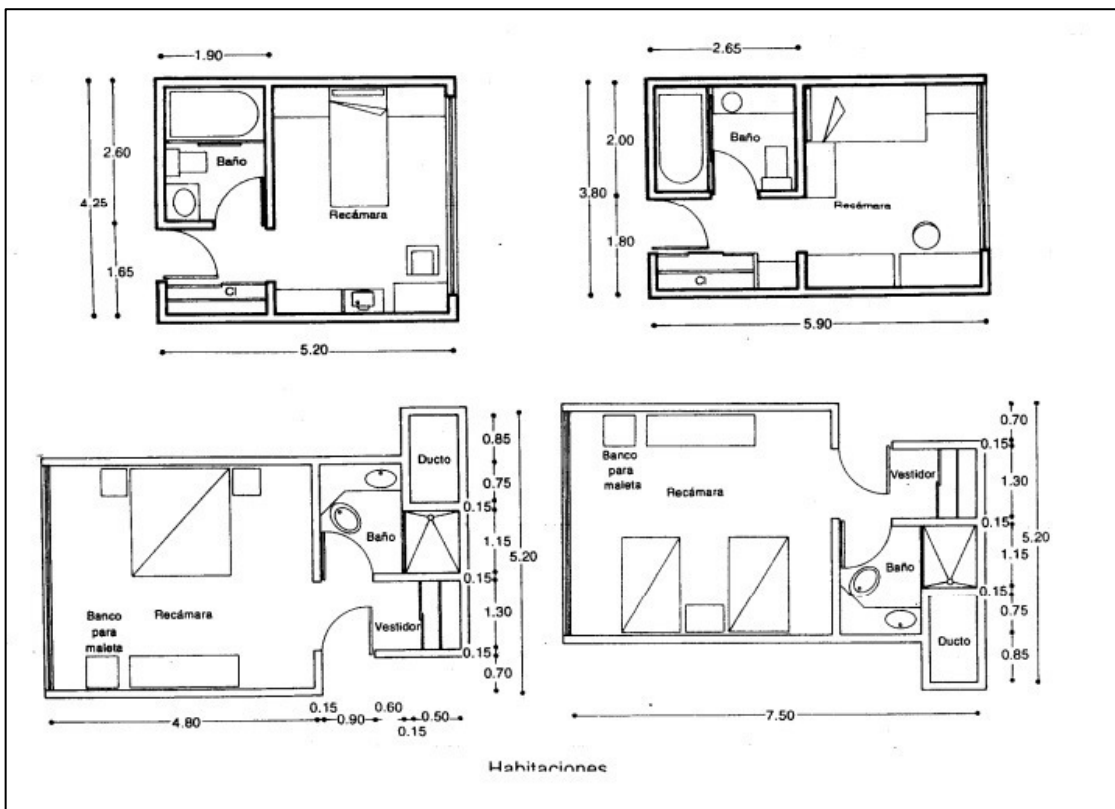 1.90
2.60
4.25
1.65
Baño
Recámara
Cl
5.20
2.65
2.00
3.80
1.80
Baño
Recámara
Cl
5.90
Ducto
Baño
Recámara
Banco
para
maleta
Vestidor
0.85
0.75
0.15
1.15
5.20
0.15
1.30
0.15
0.70
4.80
0.15
0.90
0.60
0.15
0.50
Banco
para
maleta
Recámara
Vestidor
Baño
Ducto
0.70
0.15
1.30
0.15
5.20
1.15
0.15
0.75
0.85
7.50
Habitaciones